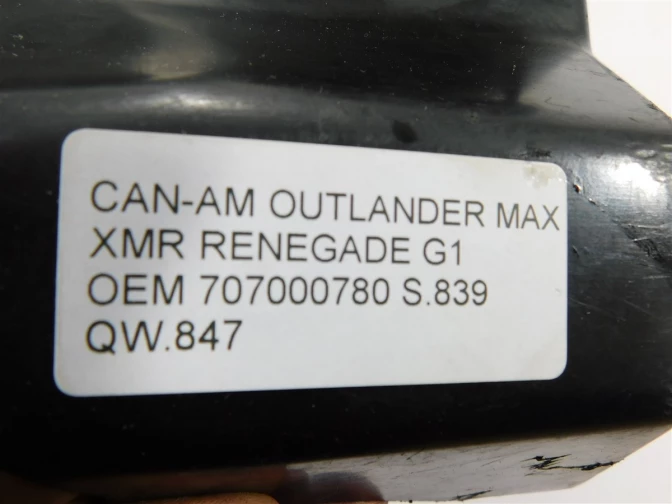 CAN-AM OUTLANDER MAX
XMR RENEGADE G1
OEM 707000780 S.839
QW.847